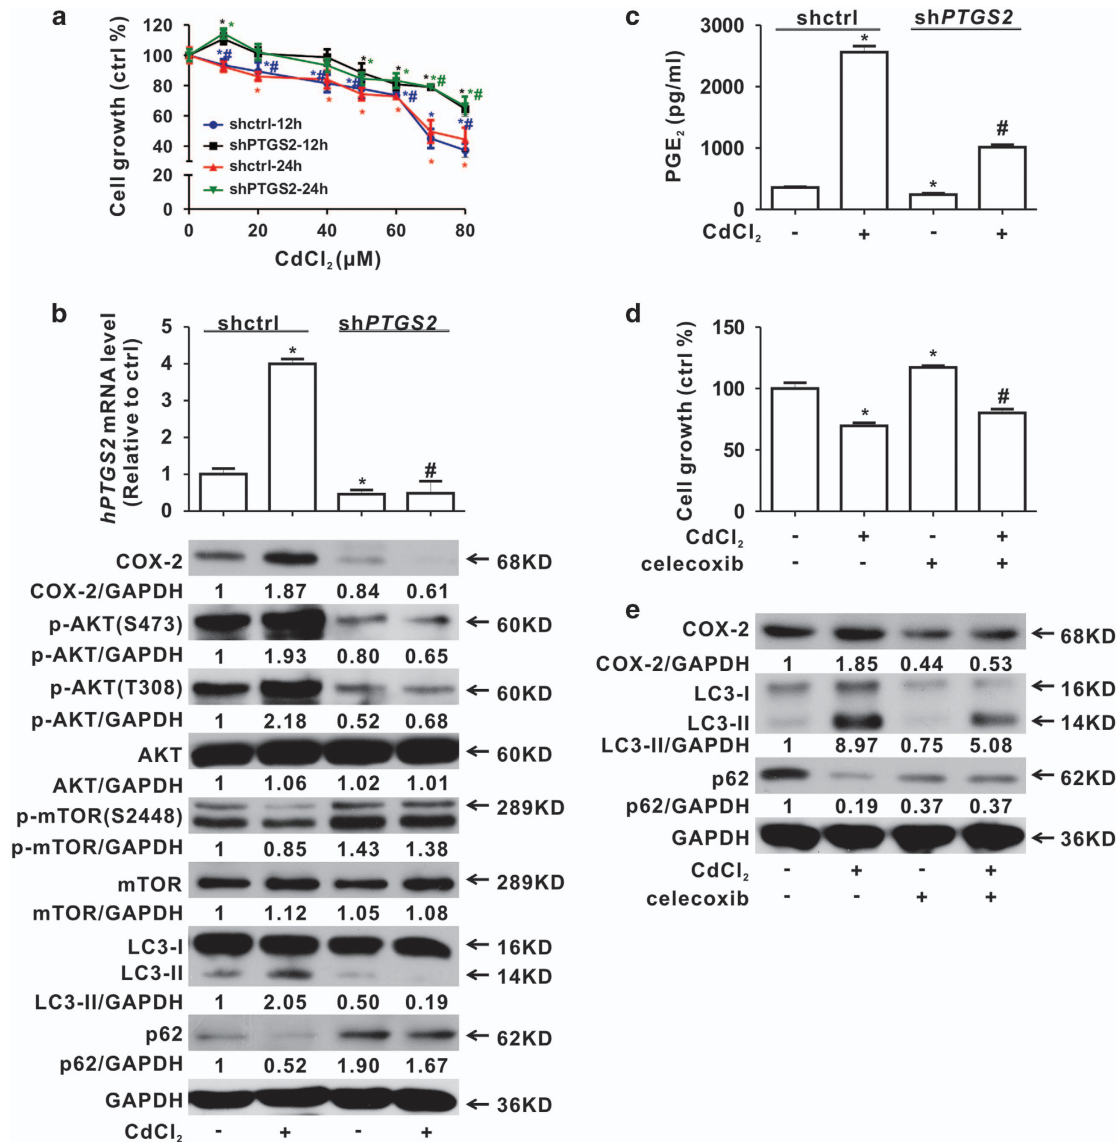 a
Cell growth (ctrl %)
120
100
80
60
40
20
0
shctrl-12h
shPTGS2-12h
shctrl-24h
shPTGS2-24h
0 20 40 60 80
CdCl₂ (µM)
b
hPTGS2 mRNA level
(Relative to ctrl)
shctrl shPTGS2
5
4
3
2
1
0
* * #
COX-2 ← 68KD
COX-2/GAPDH 1 1.87 0.84 0.61
p-AKT(S473) ← 60KD
p-AKT/GAPDH 1 1.93 0.80 0.65
p-AKT(T308) ← 60KD
p-AKT/GAPDH 1 2.18 0.52 0.68
AKT ← 60KD
AKT/GAPDH 1 1.06 1.02 1.01
p-mTOR(S2448) ← 289KD
p-mTOR/GAPDH 1 0.85 1.43 1.38
mTOR ← 289KD
mTOR/GAPDH 1 1.12 1.05 1.08
LC3-I ← 16KD
LC3-II ← 14KD
LC3-II/GAPDH 1 2.05 0.50 0.19
p62 ← 62KD
p62/GAPDH 1 0.52 1.90 1.67
GAPDH ← 36KD
CdCl₂ - + - +
c
shctrl shPTGS2
PGE₂ (pg/ml)
3000
2000
1000
0
* * #
CdCl₂ - + - +
d
Cell growth (ctrl %)
150
100
50
0
* * #
CdCl₂ - + - +
celecoxib - - + +
e
COX-2 ← 68KD
COX-2/GAPDH 1 1.85 0.44 0.53
LC3-I ← 16KD
LC3-II ← 14KD
LC3-II/GAPDH 1 8.97 0.75 5.08
p62 ← 62KD
p62/GAPDH 1 0.19 0.37 0.37
GAPDH ← 36KD
CdCl₂ - + - +
celecoxib - - + +